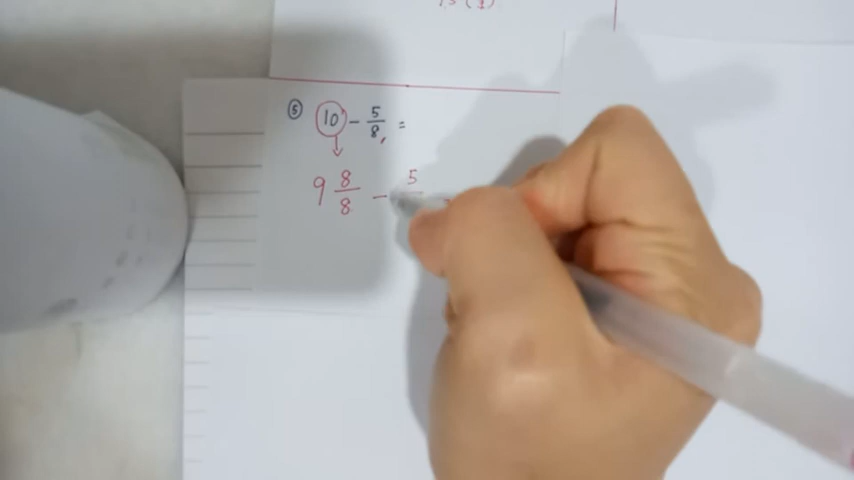 ⑤ 10 - 5/8 =
9 8/8 - 5